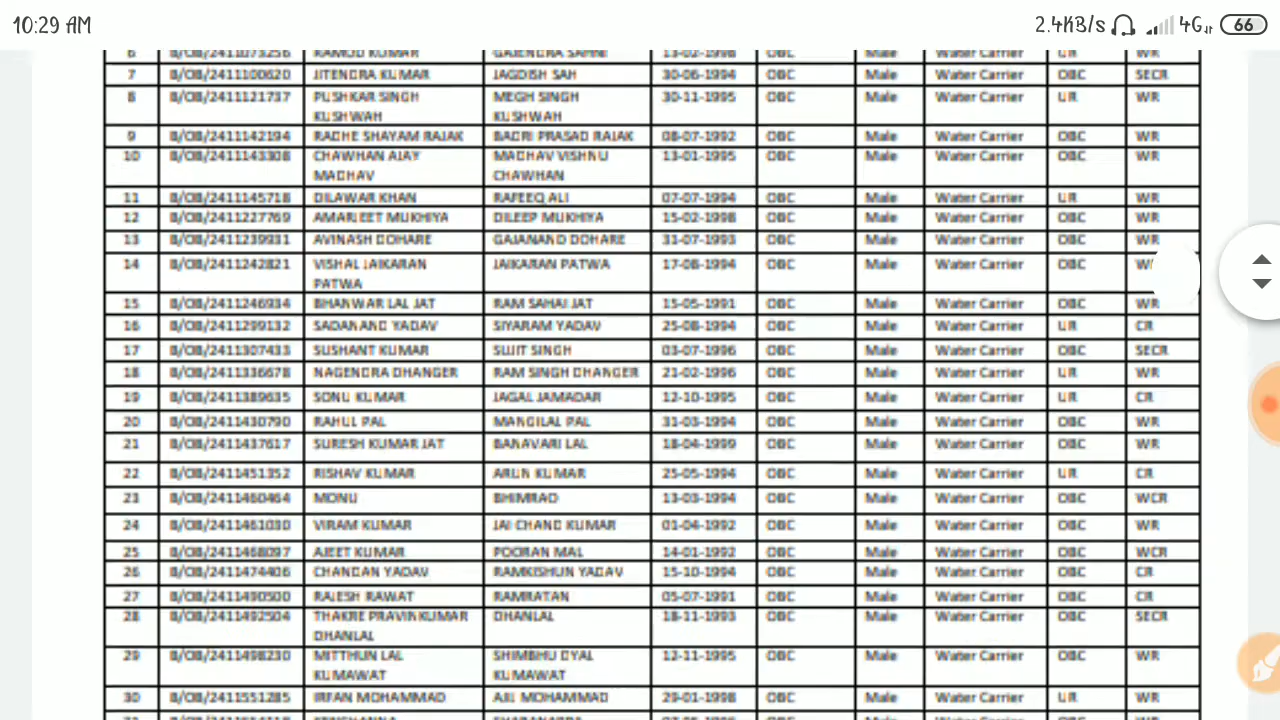 10:29 AM 2.4KB/s 4G 66
6 B/OB/2411073256 RAMOD KUMAR GAJENDRA SAHNI 13-02-1998 OBC Male Water Carrier UR WR
7 B/OB/2411100620 JITENDRA KUMAR JAGDISH SAH 30-06-1994 OBC Male Water Carrier OBC SECR
8 B/OB/2411121737 PUSHKAR SINGH MEGH SINGH 30-11-1995 OBC Male Water Carrier UR WR
KUSHWAH KUSHWAH
9 B/OB/2411142194 RADHE SHAYAM RAJAK BADRI PRASAD RAJAK 08-07-1992 OBC Male Water Carrier OBC WR
10 B/OB/2411143308 CHAWHAN AJAY MADHAV VISHNU 13-01-1995 OBC Male Water Carrier OBC WR
MADHAV CHAWHAN
11 B/OB/2411145718 DILAWAR KHAN RAFEEQ ALI 07-07-1994 OBC Male Water Carrier UR WR
12 B/OB/2411227769 AMARJEET MUKHIYA DILEEP MUKHIYA 15-02-1998 OBC Male Water Carrier OBC WR
13 B/OB/2411239931 AVINASH DOHARE GAJANAND DOHARE 31-07-1993 OBC Male Water Carrier OBC WR
14 B/OB/2411242821 VISHAL JAIKARAN JAIKARAN PATWA 17-08-1994 OBC Male Water Carrier OBC
PATWA
15 B/OB/2411246934 BHANWAR LAL JAT RAM SAHAI JAT 15-05-1991 OBC Male Water Carrier OBC WR
16 B/OB/2411299132 SADANAND YADAV SIYARAM YADAV 25-08-1994 OBC Male Water Carrier UR CR
17 B/OB/2411307433 SUSHANT KUMAR SUJIT SINGH 03-07-1996 OBC Male Water Carrier OBC SECR
18 B/OB/2411336678 NAGENDRA DHANGER RAM SINGH DHANGER 21-02-1996 OBC Male Water Carrier UR WR
19 B/OB/2411389635 SONU KUMAR JAGAL JAMADAR 12-10-1995 OBC Male Water Carrier UR CR
20 B/OB/2411430790 RAHUL PAL MANGILAL PAL 31-03-1994 OBC Male Water Carrier OBC WR
21 B/OB/2411437617 SURESH KUMAR JAT BANAVARI LAL 18-04-1999 OBC Male Water Carrier OBC WR
22 B/OB/2411451352 RISHAV KUMAR ARUN KUMAR 25-05-1994 OBC Male Water Carrier UR CR
23 B/OB/2411460464 MONU BHIMRAO 13-03-1994 OBC Male Water Carrier OBC WCR
24 B/OB/2411461030 VIRAM KUMAR JAI CHAND KUMAR 01-04-1992 OBC Male Water Carrier OBC WR
25 B/OB/2411468097 AJEET KUMAR POORAN MAL 14-01-1992 OBC Male Water Carrier OBC WCR
26 B/OB/2411474406 CHANDAN YADAV RAMKISHUN YADAV 15-10-1994 OBC Male Water Carrier OBC CR
27 B/OB/2411490500 RAJESH RAWAT RAMRATAN 05-07-1991 OBC Male Water Carrier OBC CR
28 B/OB/2411492504 THAKRE PRAVINKUMAR DHANLAL 18-11-1993 OBC Male Water Carrier OBC SECR
DHANLAL
29 B/OB/2411498230 MITTHUN LAL SHIMBHU DYAL 12-11-1995 OBC Male Water Carrier OBC WR
KUMAWAT KUMAWAT
30 B/OB/2411551285 IRFAN MOHAMMAD AJIJ MOHAMMAD 29-01-1998 OBC Male Water Carrier UR WR